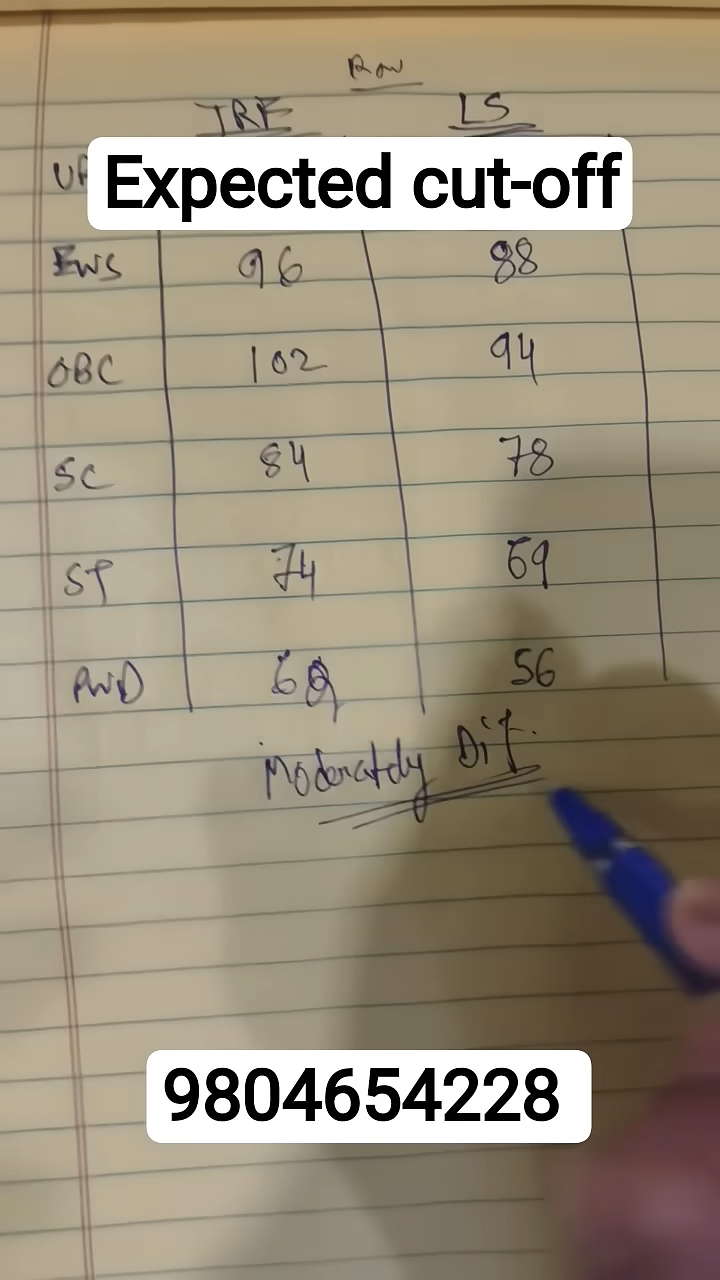 Raw
JRF LS
Expected cut-off
EWS 96 88
OBC 102 94
SC 84 78
ST 74 69
PWD 56
Moderately Dif.
9804654228